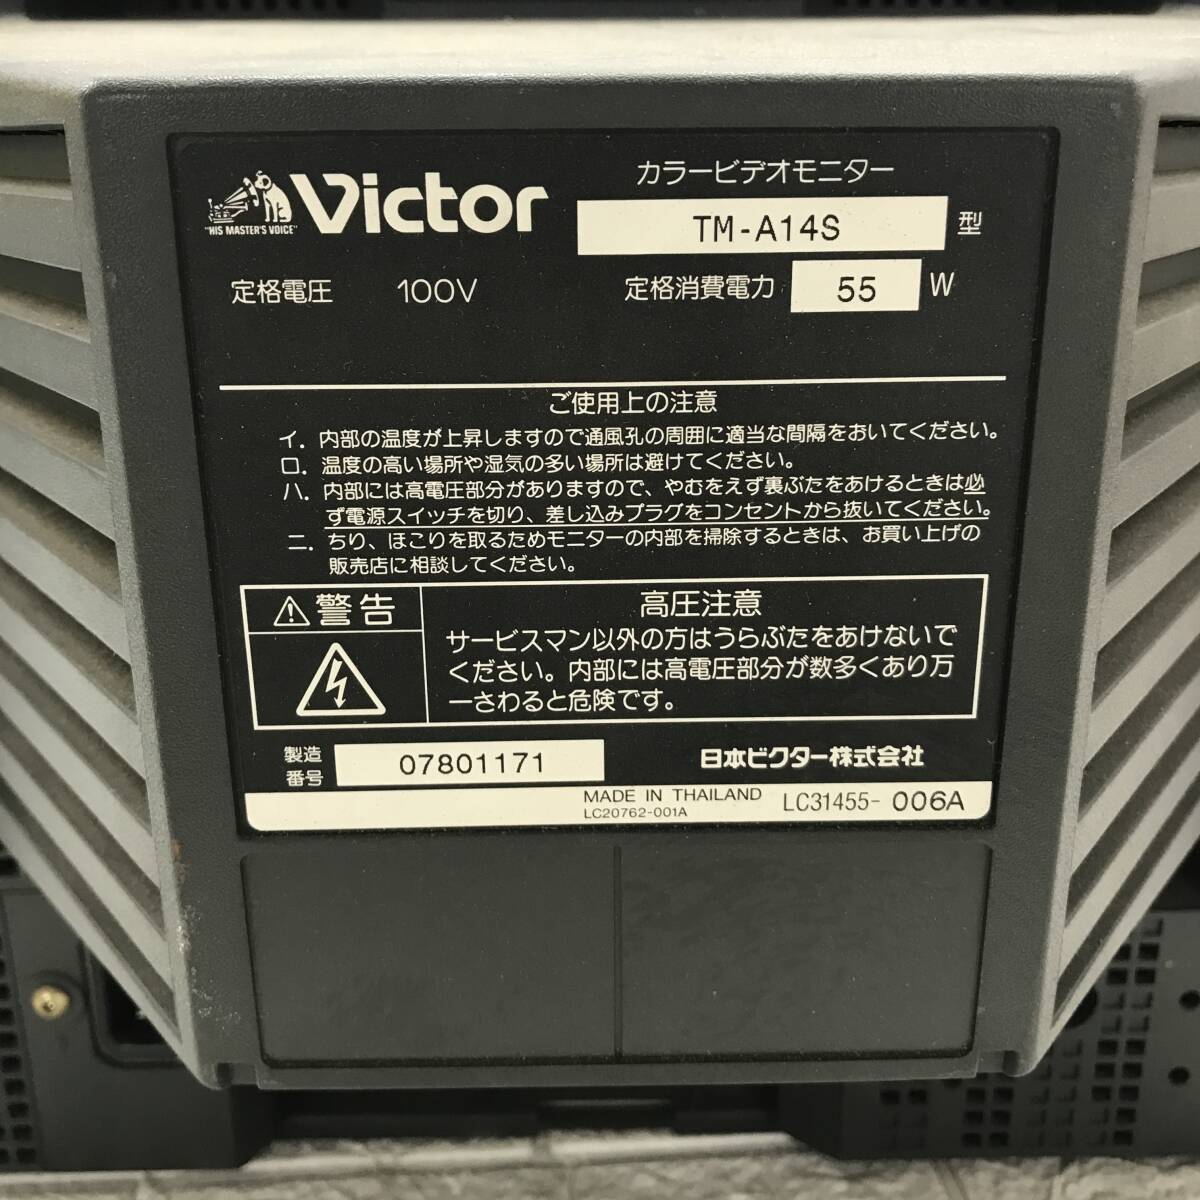 Victor
"HIS MASTER'S VOICE"
カラービデオモニター
TM-A14S 型
定格電圧 100V
定格消費電力 55 W
ご使用上の注意
イ. 内部の温度が上昇しますので通風孔の周囲に適当な間隔をおいてください。
ロ. 温度の高い場所や湿気の多い場所は避けてください。
ハ. 内部には高電圧部分がありますので、やむをえず裏ぶたをあけるときは必
ず電源スイッチを切り、差し込みプラグをコンセントから抜いてください。
ニ. ちり、ほこりを取るためモニターの内部を掃除するときは、お買い上げの
販売店に相談してください。
⚠警告
高圧注意
サービスマン以外の方はうらぶたをあけないで
ください。内部には高電圧部分が数多くあり万
一さわると危険です。
製造
番号
07801171
日本ビクター株式会社
MADE IN THAILAND
LC20762-001A
LC31455-006A